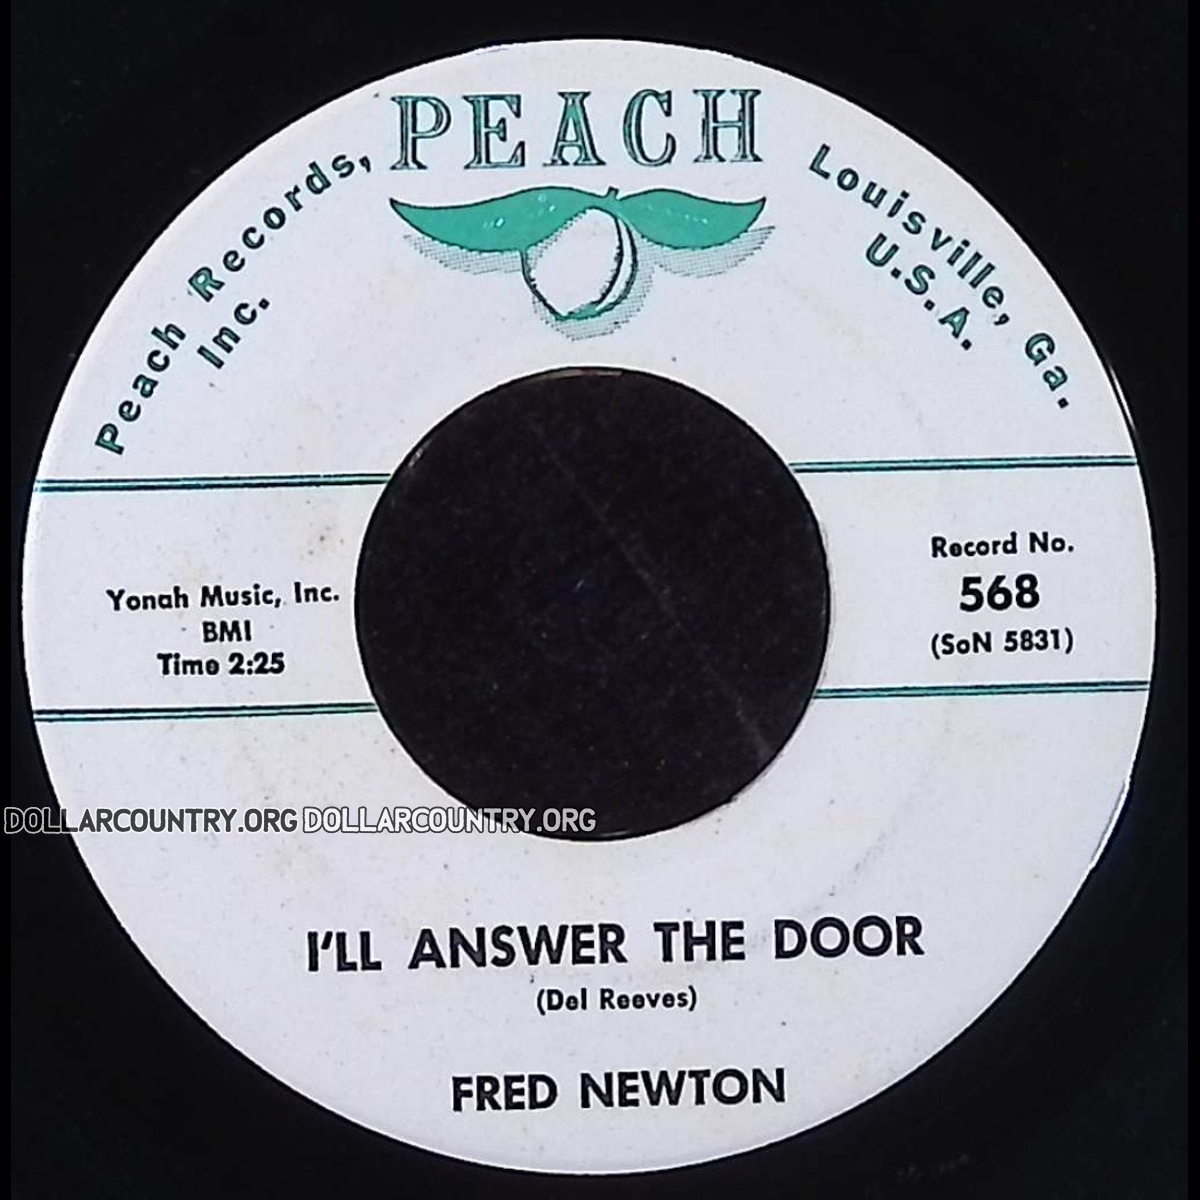 PEACH
Peach Records,
Inc.
Louisville, Ga.
U.S.A.
Yonah Music, Inc.
BMI
Time 2:25
Record No.
568
(SoN 5831)
DOLLARCOUNTRY.ORG DOLLARCOUNTRY.ORG
I'LL ANSWER THE DOOR
(Del Reeves)
FRED NEWTON